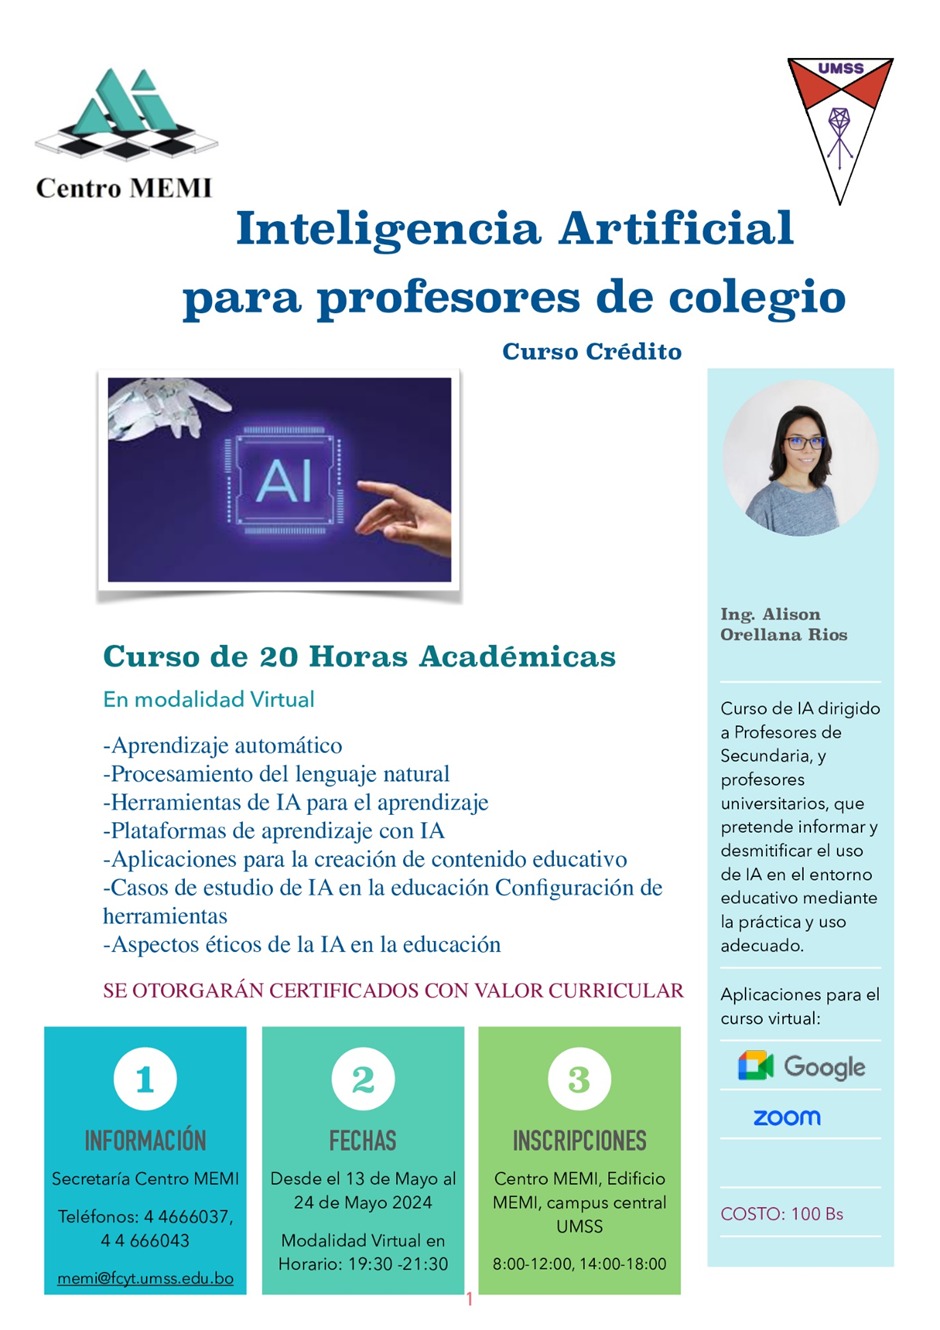 UMSS
Centro MEMI
Inteligencia Artificial
para profesores de colegio
Curso Crédito
AI
Curso de 20 Horas Académicas
En modalidad Virtual
-Aprendizaje automático
-Procesamiento del lenguaje natural
-Herramientas de IA para el aprendizaje
-Plataformas de aprendizaje con IA
-Aplicaciones para la creación de contenido educativo
-Casos de estudio de IA en la educación Configuración de
herramientas
-Aspectos éticos de la IA en la educación
SE OTORGARÁN CERTIFICADOS CON VALOR CURRICULAR
Ing. Alison
Orellana Rios
Curso de IA dirigido
a Profesores de
Secundaria, y
profesores
universitarios, que
pretende informar y
desmitificar el uso
de IA en el entorno
educativo mediante
la práctica y uso
adecuado.
Aplicaciones para el
curso virtual:
Google
zoom
COSTO: 100 Bs
1
INFORMACIÓN
Secretaría Centro MEMI
Teléfonos: 4 4666037,
4 4 666043
memi@fcyt.umss.edu.bo
2
FECHAS
Desde el 13 de Mayo al
24 de Mayo 2024
Modalidad Virtual en
Horario: 19:30 -21:30
3
INSCRIPCIONES
Centro MEMI, Edificio
MEMI, campus central
UMSS
8:00-12:00, 14:00-18:00
1